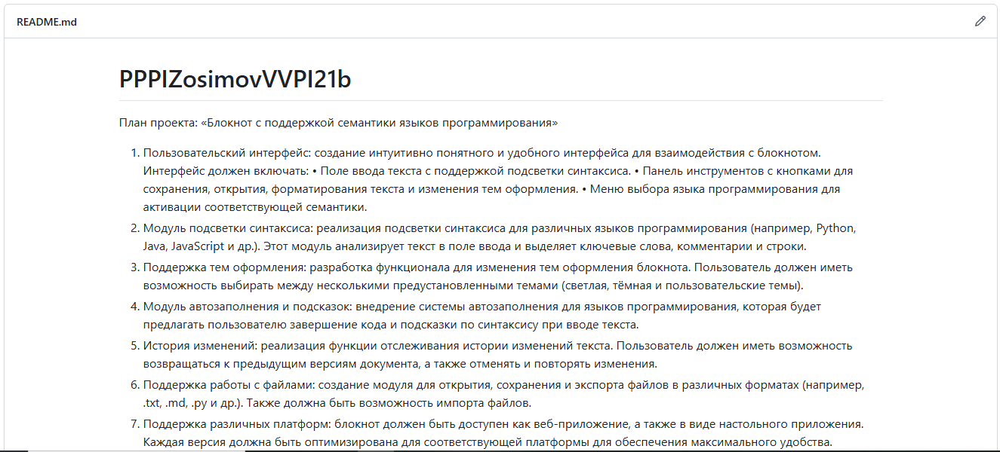 README.md
PPPIZosimovVVPI21b
План проекта: «Блокнот с поддержкой семантики языков программирования»
1. Пользовательский интерфейс: создание интуитивно понятного и удобного интерфейса для взаимодействия с блокнотом.
Интерфейс должен включать: • Поле ввода текста с поддержкой подсветки синтаксиса. • Панель инструментов с кнопками для
сохранения, открытия, форматирования текста и изменения тем оформления. • Меню выбора языка программирования для
активации соответствующей семантики.
2. Модуль подсветки синтаксиса: реализация подсветки синтаксиса для различных языков программирования (например, Python,
Java, JavaScript и др.). Этот модуль анализирует текст в поле ввода и выделяет ключевые слова, комментарии и строки.
3. Поддержка тем оформления: разработка функционала для изменения тем оформления блокнота. Пользователь должен иметь
возможность выбирать между несколькими предустановленными темами (светлая, тёмная и пользовательские темы).
4. Модуль автозаполнения и подсказок: внедрение системы автозаполнения для языков программирования, которая будет
предлагать пользователю завершение кода и подсказки по синтаксису при вводе текста.
5. История изменений: реализация функции отслеживания истории изменений текста. Пользователь должен иметь возможность
возвращаться к предыдущим версиям документа, а также отменять и повторять изменения.
6. Поддержка работы с файлами: создание модуля для открытия, сохранения и экспорта файлов в различных форматах (например,
.txt, .md, .py и др.). Также должна быть возможность импорта файлов.
7. Поддержка различных платформ: блокнот должен быть доступен как веб-приложение, а также в виде настольного приложения.
Каждая версия должна быть оптимизирована для соответствующей платформы для обеспечения максимального удобства.